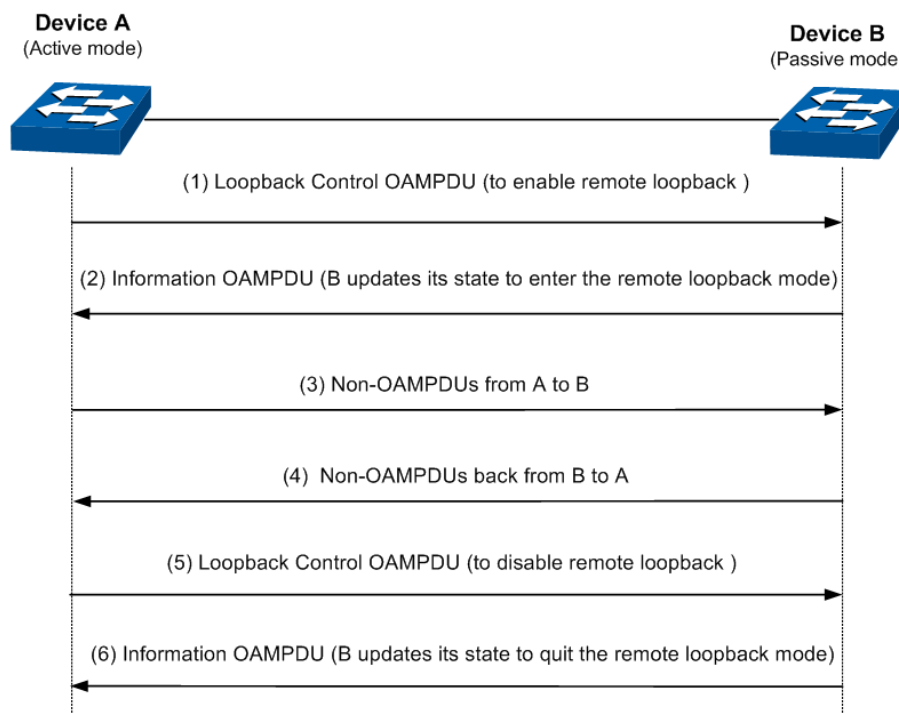 Device A
(Active mode)
Device B
(Passive mode)
(1) Loopback Control OAMPDU (to enable remote loopback )
(2) Information OAMPDU (B updates its state to enter the remote loopback mode)
(3) Non-OAMPDUs from A to B
(4) Non-OAMPDUs back from B to A
(5) Loopback Control OAMPDU (to disable remote loopback )
(6) Information OAMPDU (B updates its state to quit the remote loopback mode)